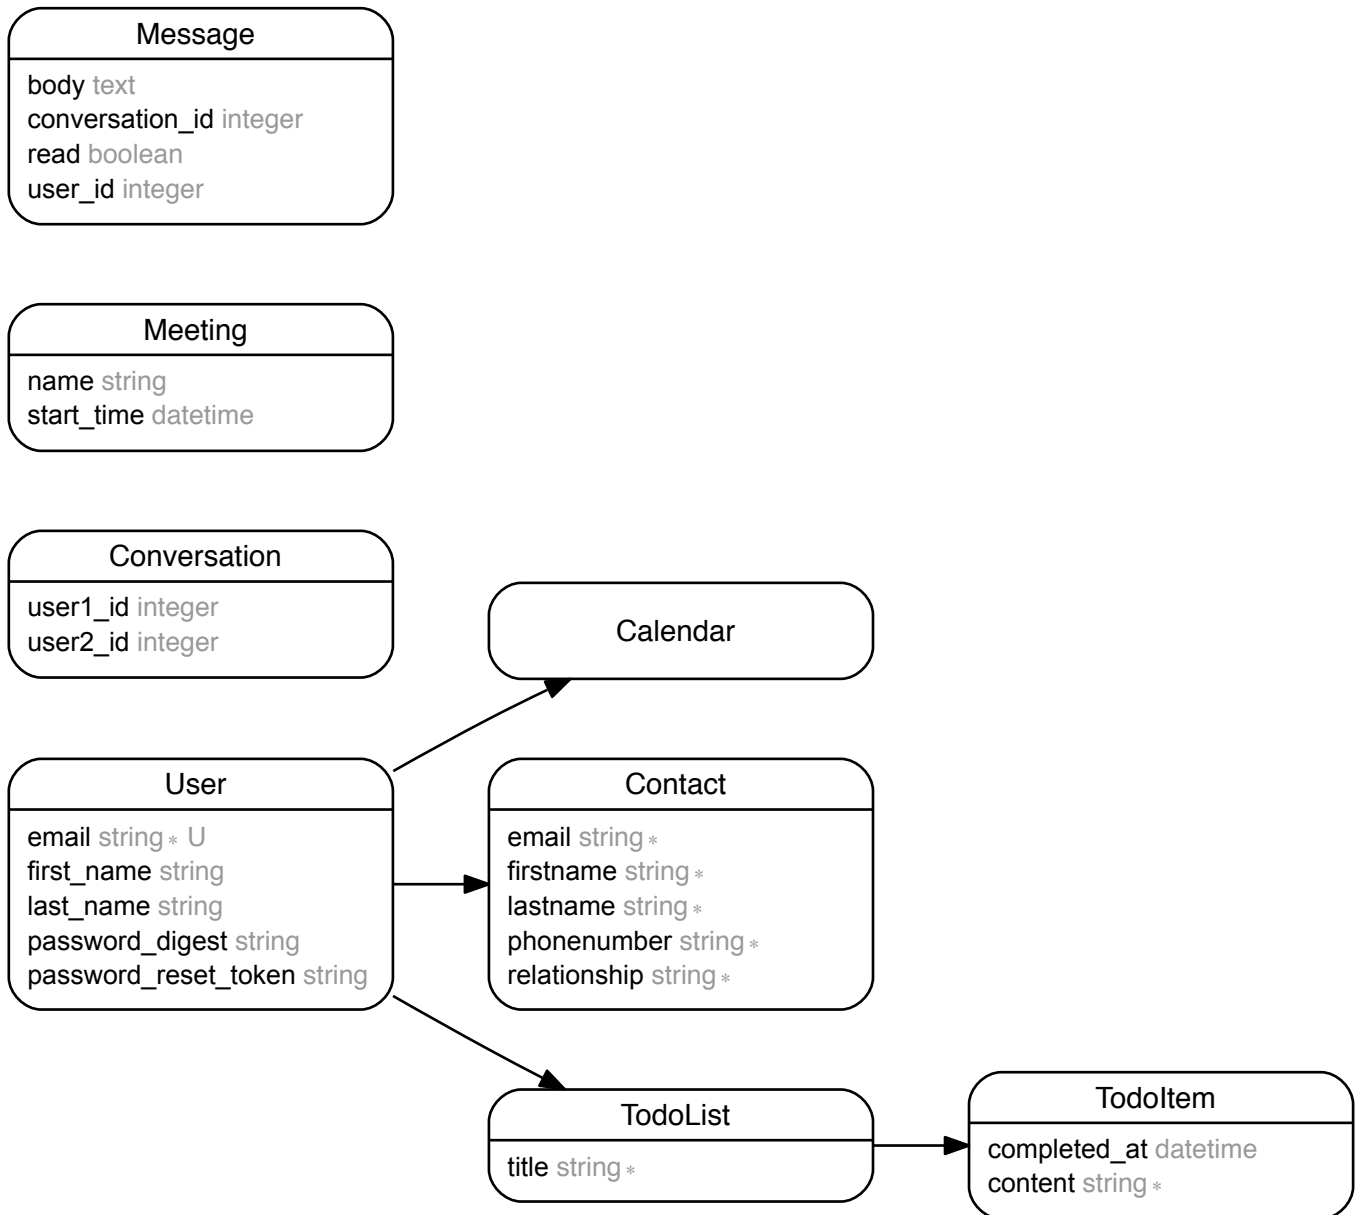 Message
body text
conversation_id integer
read boolean
user_id integer
Meeting
name string
start_time datetime
Conversation
user1_id integer
user2_id integer
Calendar
User
email string * U
first_name string
last_name string
password_digest string
password_reset_token string
Contact
email string *
firstname string *
lastname string *
phonenumber string *
relationship string *
TodoList
title string *
TodoItem
completed_at datetime
content string *